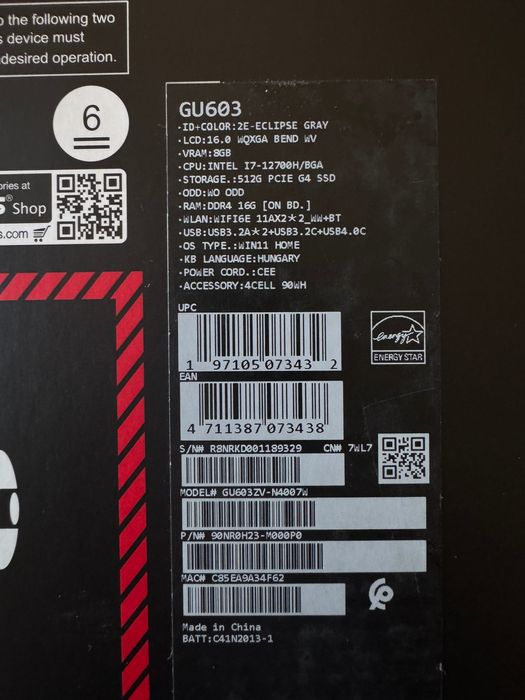 o the following two
s device must
desired operation.
6
ories at
S® Shop
s.com
GU603
·ID+COLOR:2E-ECLIPSE GRAY
·LCD:16.0 WQXGA BEND WV
·VRAM:8GB
·CPU:INTEL I7-12700H/BGA
·STORAGE.:512G PCIE G4 SSD
·ODD:WO ODD
·RAM:DDR4 16G [ON BD.]
·WLAN:WIFI6E 11AX2*2_WW+BT
·USB:USB3.2A*2+USB3.2C+USB4.0C
·OS TYPE.:WIN11 HOME
·KB LANGUAGE:HUNGARY
·POWER CORD.:CEE
·ACCESSORY:4CELL 90WH
UPC
1 97105 07343 2
energy
ENERGY STAR
EAN
4 711387 073438
S/N# R8NRKD001189329 CN# 7WL7
MODEL# GU603ZV-N4007W
P/N# 90NR0H23-M000P0
MAC# C85EA9A34F62
Made in China
BATT:C41N2013-1